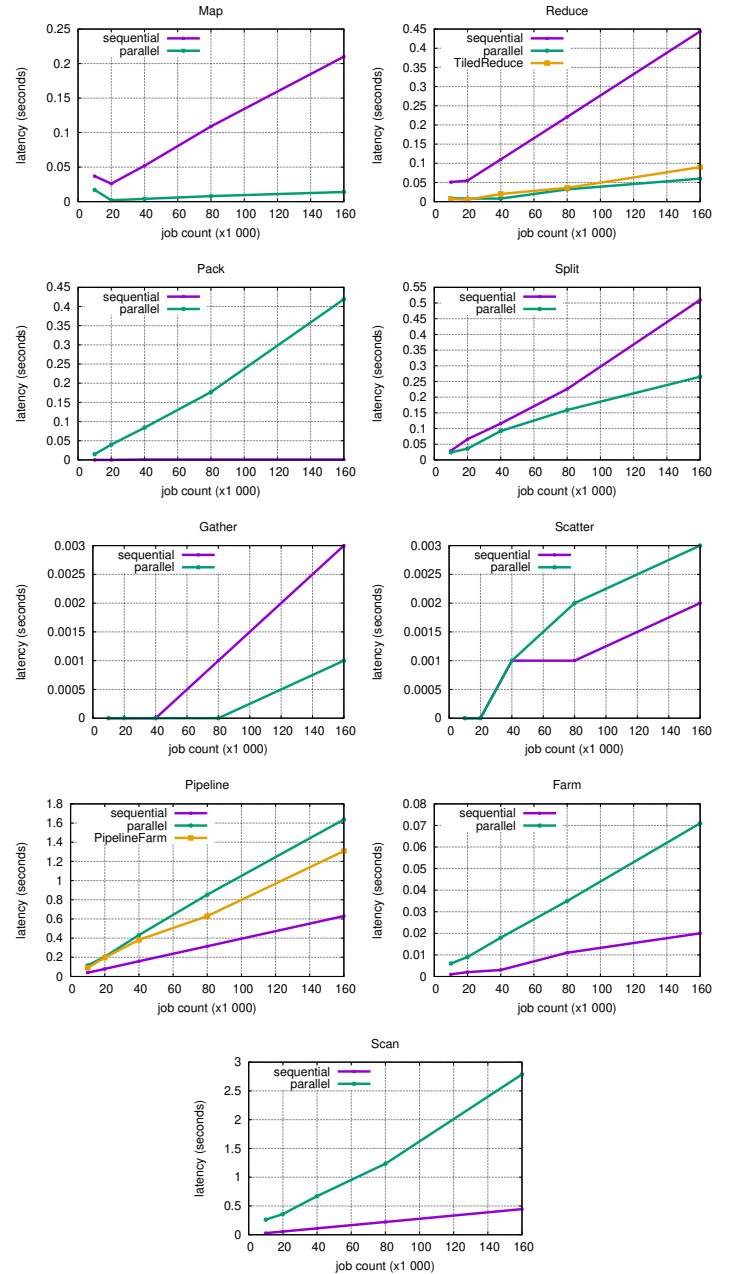 Map
sequential
parallel
0.25
0.2
0.15
0.1
0.05
0
latency (seconds)
0 20 40 60 80 100 120 140 160
job count (x1 000)
Reduce
sequential
parallel
TiledReduce
0.45
0.4
0.35
0.3
0.25
0.2
0.15
0.1
0.05
0
latency (seconds)
0 20 40 60 80 100 120 140 160
job count (x1 000)
Pack
sequential
parallel
0.45
0.4
0.35
0.3
0.25
0.2
0.15
0.1
0.05
0
latency (seconds)
0 20 40 60 80 100 120 140 160
job count (x1 000)
Split
sequential
parallel
0.55
0.5
0.45
0.4
0.35
0.3
0.25
0.2
0.15
0.1
0.05
0
latency (seconds)
0 20 40 60 80 100 120 140 160
job count (x1 000)
Gather
sequential
parallel
0.003
0.0025
0.002
0.0015
0.001
0.0005
0
latency (seconds)
0 20 40 60 80 100 120 140 160
job count (x1 000)
Scatter
sequential
parallel
0.003
0.0025
0.002
0.0015
0.001
0.0005
0
latency (seconds)
0 20 40 60 80 100 120 140 160
job count (x1 000)
Pipeline
sequential
parallel
PipelineFarm
1.8
1.6
1.4
1.2
1
0.8
0.6
0.4
0.2
0
latency (seconds)
0 20 40 60 80 100 120 140 160
job count (x1 000)
Farm
sequential
parallel
0.08
0.07
0.06
0.05
0.04
0.03
0.02
0.01
0
latency (seconds)
0 20 40 60 80 100 120 140 160
job count (x1 000)
Scan
sequential
parallel
3
2.5
2
1.5
1
0.5
0
latency (seconds)
0 20 40 60 80 100 120 140 160
job count (x1 000)